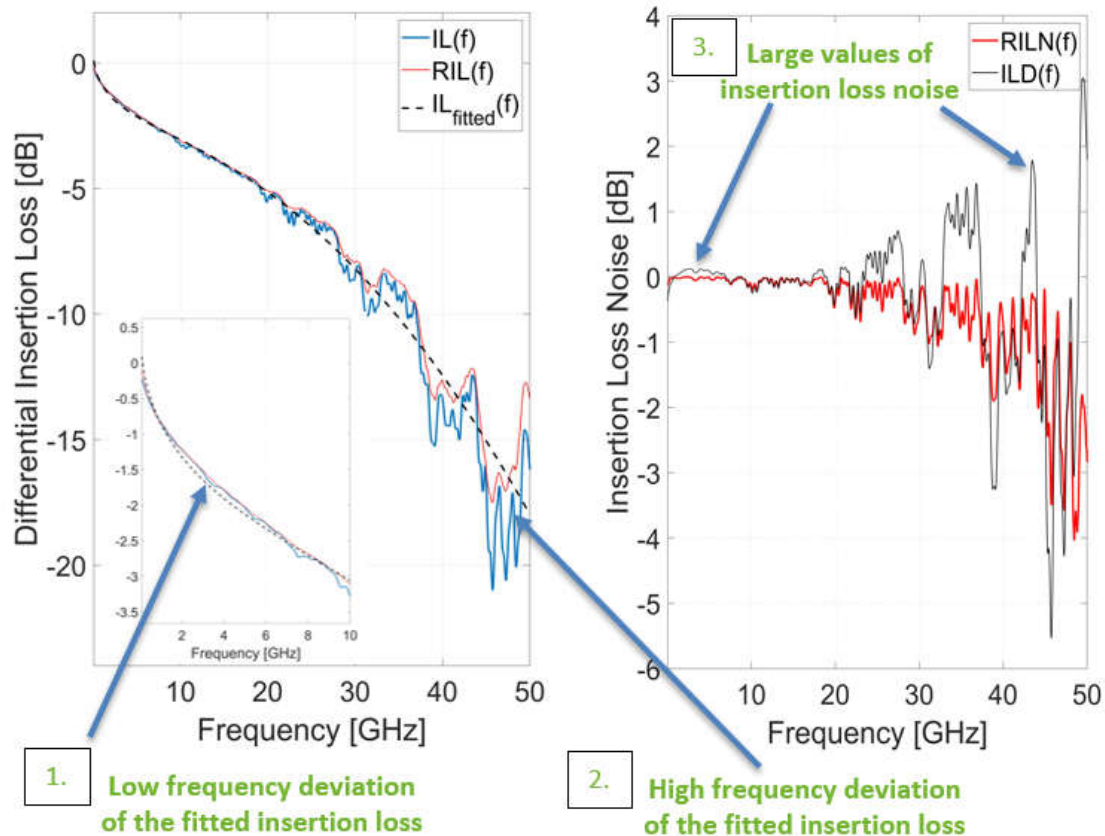 0
-5
-10
-15
-20
Differential Insertion Loss [dB]
IL(f)
RIL(f)
IL_fitted(f)
0.5
0
-0.5
-1
-1.5
-2
-2.5
-3
-3.5
2 4 6 8 10
Frequency [GHz]
10 20 30 40 50
Frequency [GHz]
1.
Low frequency deviation
of the fitted insertion loss
4
3
2
1
0
-1
-2
-3
-4
-5
-6
Insertion Loss Noise [dB]
3.
Large values of
insertion loss noise
RILN(f)
ILD(f)
10 20 30 40 50
Frequency [GHz]
2.
High frequency deviation
of the fitted insertion loss